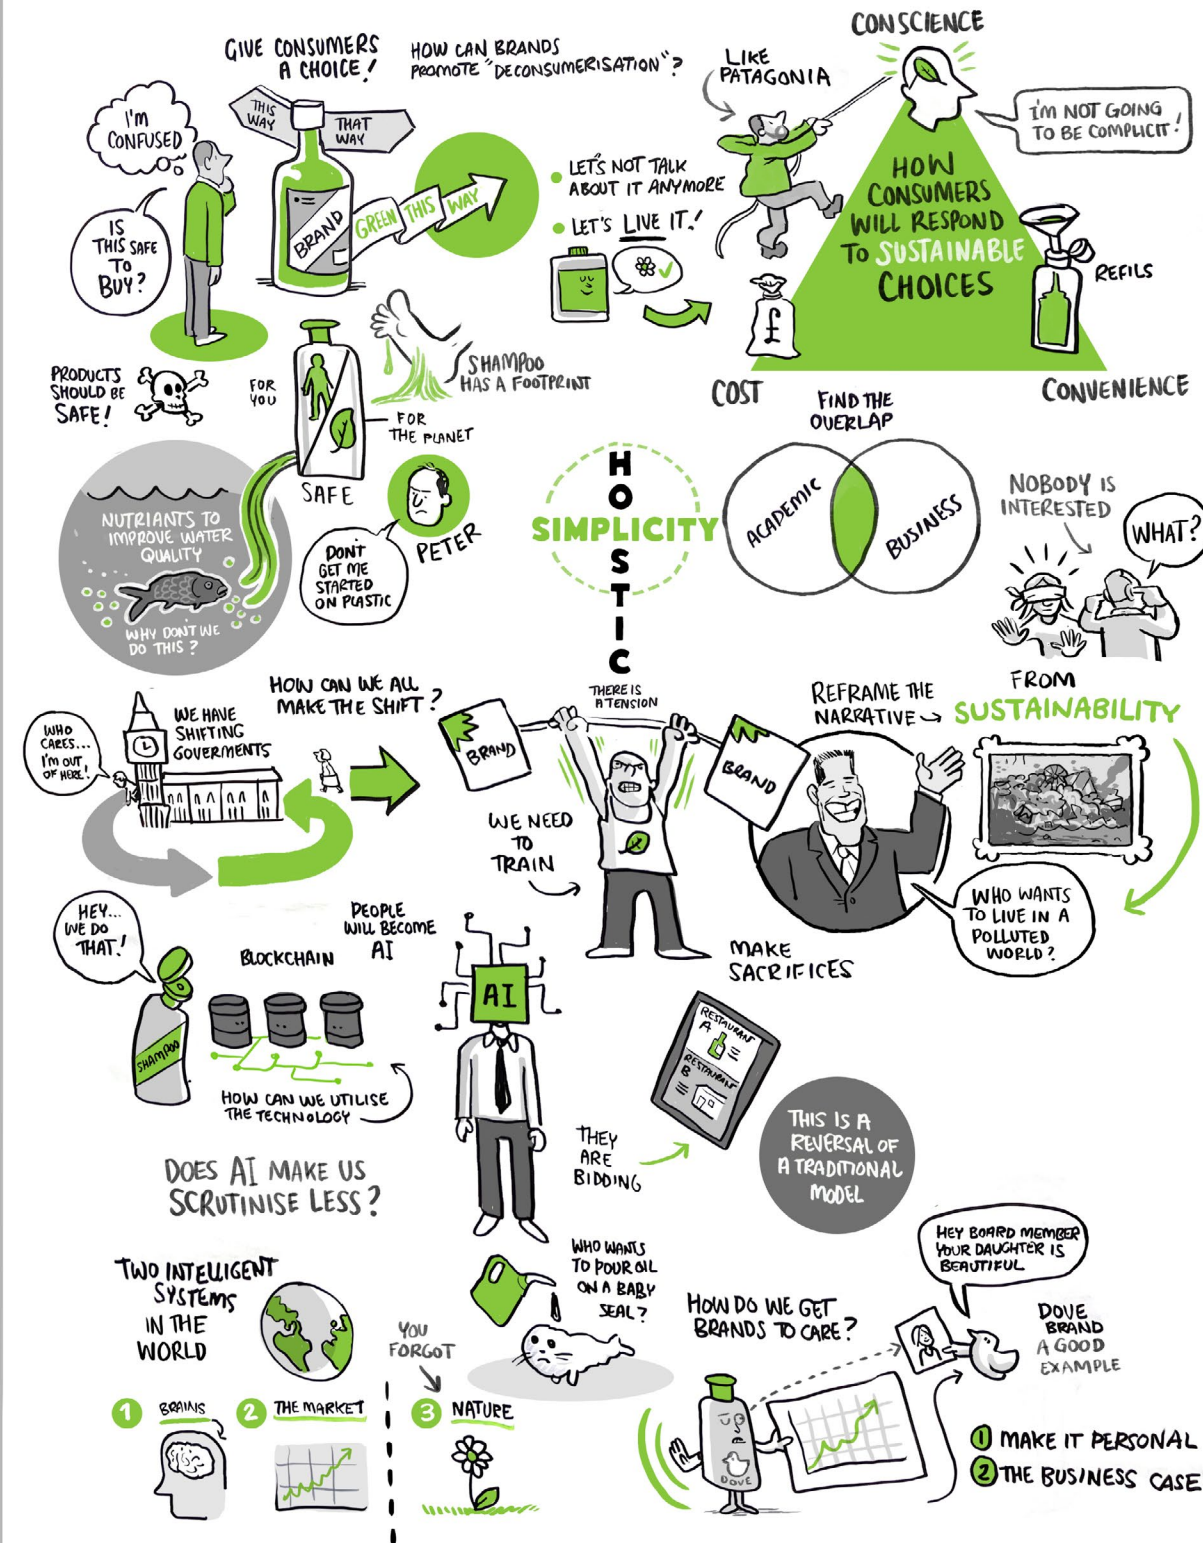 GIVE CONSUMERS
A CHOICE!
HOW CAN BRANDS
PROMOTE "DECONSUMERISATION"?
LIKE
PATAGONIA
CONSCIENCE
I'M NOT GOING
TO BE COMPLICIT!
I'M
CONFUSED
THIS
WAY
THAT
WAY
IS
THIS SAFE
TO
BUY?
BRAND
GREEN THIS WAY
LET'S NOT TALK
ABOUT IT ANYMORE
LET'S LIVE IT!
HOW
CONSUMERS
WILL RESPOND
TO SUSTAINABLE
CHOICES
£
REFILS
COST
CONVENIENCE
PRODUCTS
SHOULD BE
SAFE!
FOR
YOU
FOR
THE PLANET
SAFE
SHAMPOO
HAS A FOOTPRINT
NUTRIANTS TO
IMPROVE WATER
QUALITY
WHY DON'T WE
DO THIS?
DON'T
GET ME
STARTED
ON PLASTIC
PETER
HOLISTIC
SIMPLICITY
FIND THE
OVERLAP
ACADEMIC
BUSINESS
NOBODY IS
INTERESTED
WHAT?
HOW CAN WE ALL
MAKE THE SHIFT?
WHO
CARES...
I'M OUT
OF HERE!
WE HAVE
SHIFTING
GOVERMENTS
THERE IS
A TENSION
BRAND
BRAND
WE NEED
TO
TRAIN
REFRAME THE
NARRATIVE
FROM
SUSTAINABILITY
WHO WANTS
TO LIVE IN A
POLLUTED
WORLD?
HEY...
WE DO
THAT!
SHAMPOO
BLOCKCHAIN
HOW CAN WE UTILISE
THE TECHNOLOGY
PEOPLE
WILL BECOME
AI
AI
MAKE
SACRIFICES
RESTAURANT
A
RESTAURANT
B
THEY
ARE
BIDDING
THIS IS A
REVERSAL OF
A TRADITIONAL
MODEL
DOES AI MAKE US
SCRUTINISE LESS?
TWO INTELLIGENT
SYSTEMS
IN THE
WORLD
1 BRAINS
2 THE MARKET
YOU
FORGOT
3 NATURE
WHO WANTS
TO POUR OIL
ON A BABY
SEAL?
HOW DO WE GET
BRANDS TO CARE?
DOVE
HEY BOARD MEMBER
YOUR DAUGHTER IS
BEAUTIFUL
DOVE
BRAND
A GOOD
EXAMPLE
1 MAKE IT PERSONAL
2 THE BUSINESS CASE